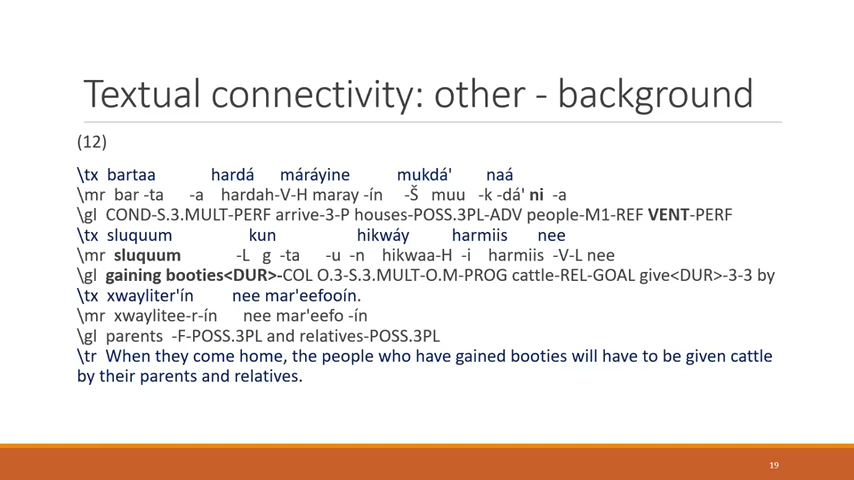 Textual connectivity: other - background
(12)
\tx bartaa hardá máráyine mukdá' naá
\mr bar -ta -a hardah-V-H maray -ín -Š muu -k -dá' ni -a
\gl COND-S.3.MULT-PERF arrive-3-P houses-POSS.3PL-ADV people-M1-REF VENT-PERF
\tx sluquum kun hikwáy harmiis nee
\mr sluquum -L g -ta -u -n hikwaa-H -i harmiis -V-L nee
\gl gaining booties<DUR>-COL O.3-S.3.MULT-O.M-PROG cattle-REL-GOAL give<DUR>-3-3 by
\tx xwayliter'ín nee mar'eefooín.
\mr xwaylitee-r-ín nee mar'eefo -ín
\gl parents -F-POSS.3PL and relatives-POSS.3PL
\tr When they come home, the people who have gained booties will have to be given cattle
by their parents and relatives.
19